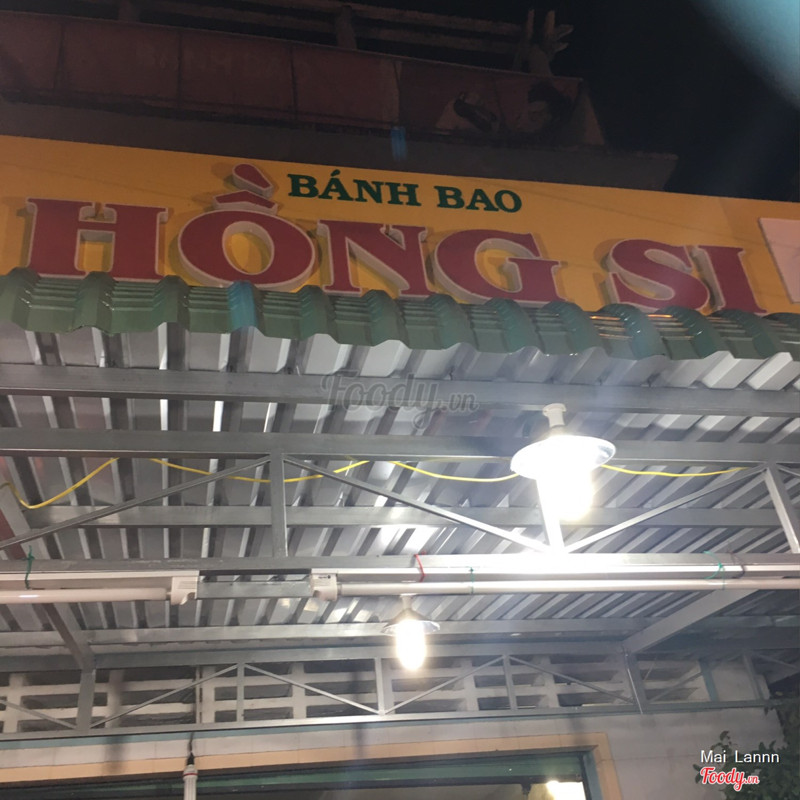 BÁNH BAO
HỒNG SI
Foody.vn
Mai Lannn
Foody.vn